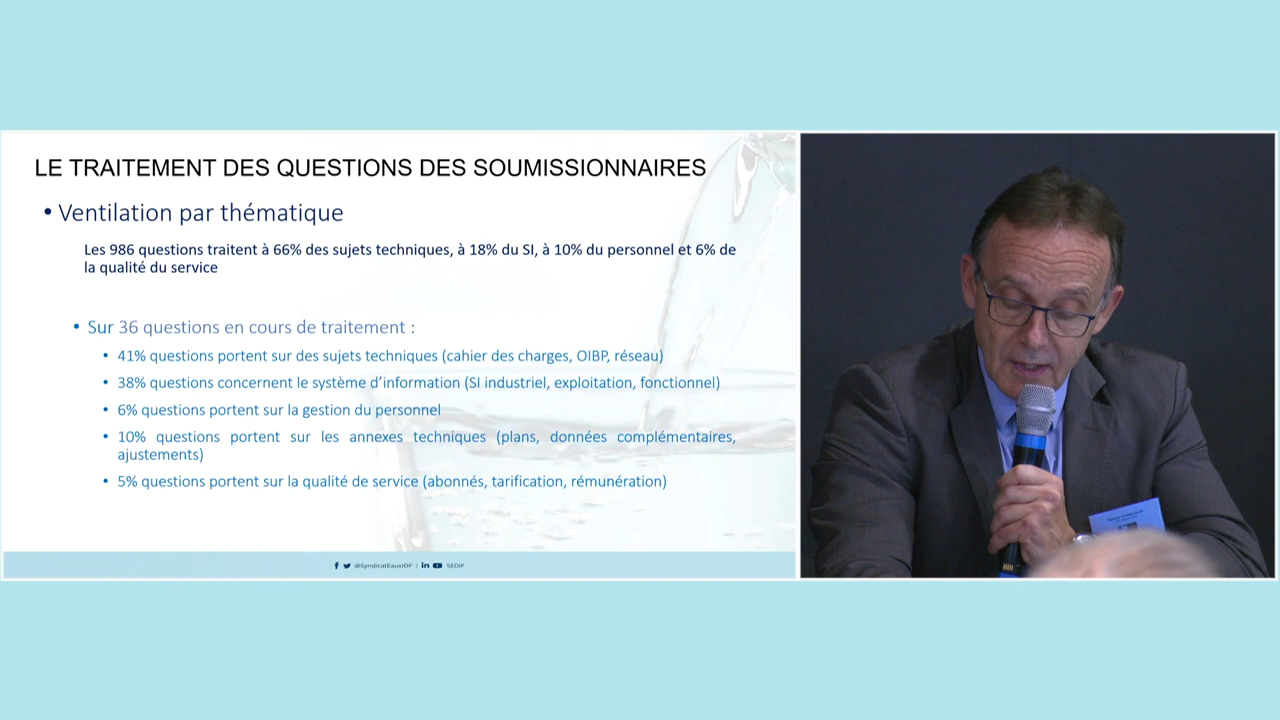 LE TRAITEMENT DES QUESTIONS DES SOUMISSIONNAIRES
• Ventilation par thématique
Les 986 questions traitent à 66% des sujets techniques, à 18% du SI, à 10% du personnel et 6% de
la qualité du service
• Sur 36 questions en cours de traitement :
• 41% questions portent sur des sujets techniques (cahier des charges, OIBP, réseau)
• 38% questions concernent le système d’information (SI industriel, exploitation, fonctionnel)
• 6% questions portent sur la gestion du personnel
• 10% questions portent sur les annexes techniques (plans, données complémentaires,
ajustements)
• 5% questions portent sur la qualité de service (abonnés, tarification, rémunération)
@SyndicatEauxIDF | SEDIF